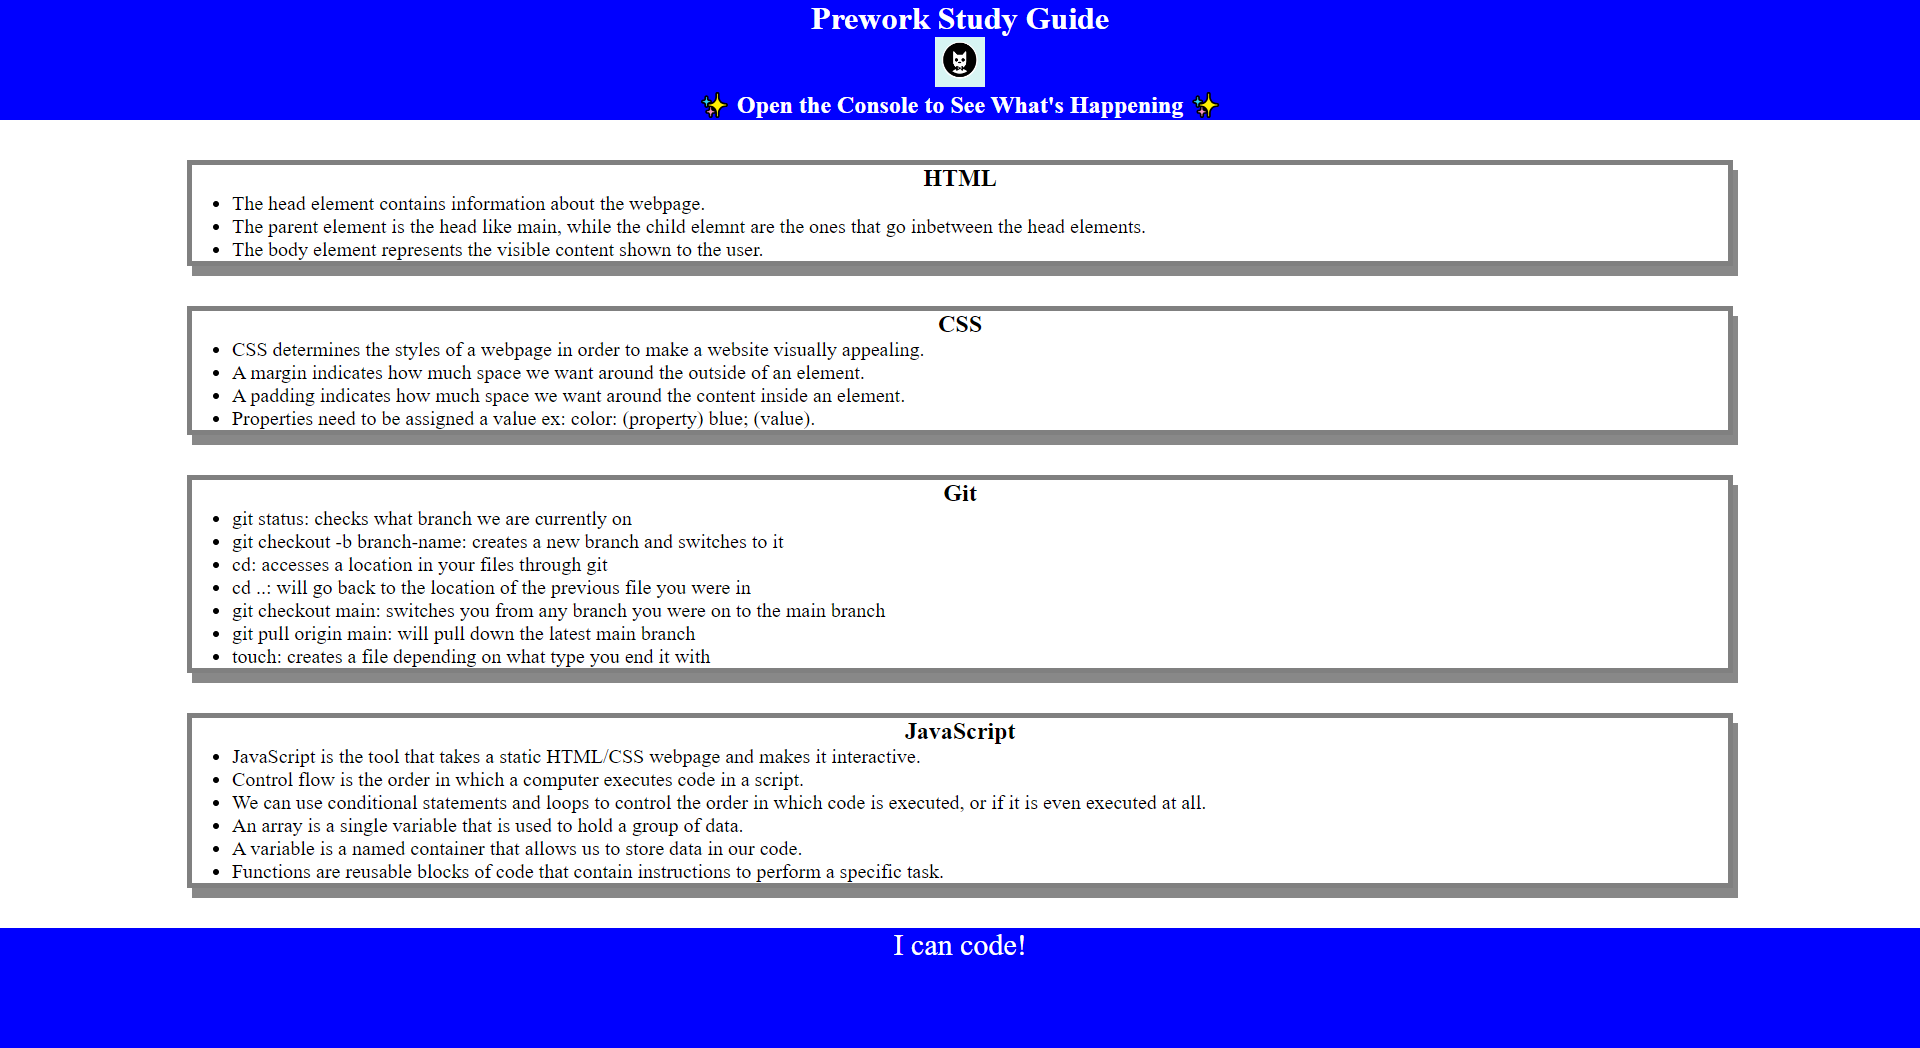 Prework Study Guide
✨ Open the Console to See What's Happening ✨
HTML
• The head element contains information about the webpage.
• The parent element is the head like main, while the child elemnt are the ones that go inbetween the head elements.
• The body element represents the visible content shown to the user.
CSS
• CSS determines the styles of a webpage in order to make a website visually appealing.
• A margin indicates how much space we want around the outside of an element.
• A padding indicates how much space we want around the content inside an element.
• Properties need to be assigned a value ex: color: (property) blue; (value).
Git
• git status: checks what branch we are currently on
• git checkout -b branch-name: creates a new branch and switches to it
• cd: accesses a location in your files through git
• cd ..: will go back to the location of the previous file you were in
• git checkout main: switches you from any branch you were on to the main branch
• git pull origin main: will pull down the latest main branch
• touch: creates a file depending on what type you end it with
JavaScript
• JavaScript is the tool that takes a static HTML/CSS webpage and makes it interactive.
• Control flow is the order in which a computer executes code in a script.
• We can use conditional statements and loops to control the order in which code is executed, or if it is even executed at all.
• An array is a single variable that is used to hold a group of data.
• A variable is a named container that allows us to store data in our code.
• Functions are reusable blocks of code that contain instructions to perform a specific task.
I can code!